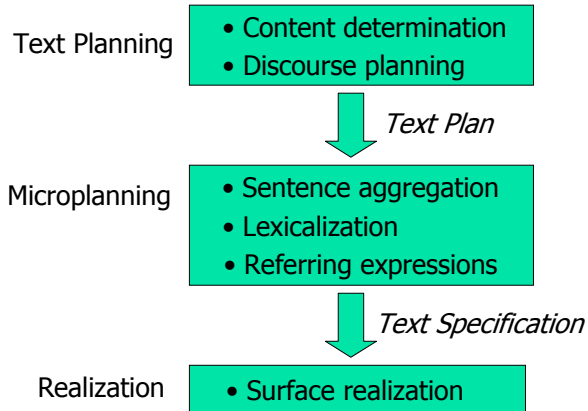 Text Planning
• Content determination
• Discourse planning
Text Plan
Microplanning
• Sentence aggregation
• Lexicalization
• Referring expressions
Text Specification
Realization
• Surface realization